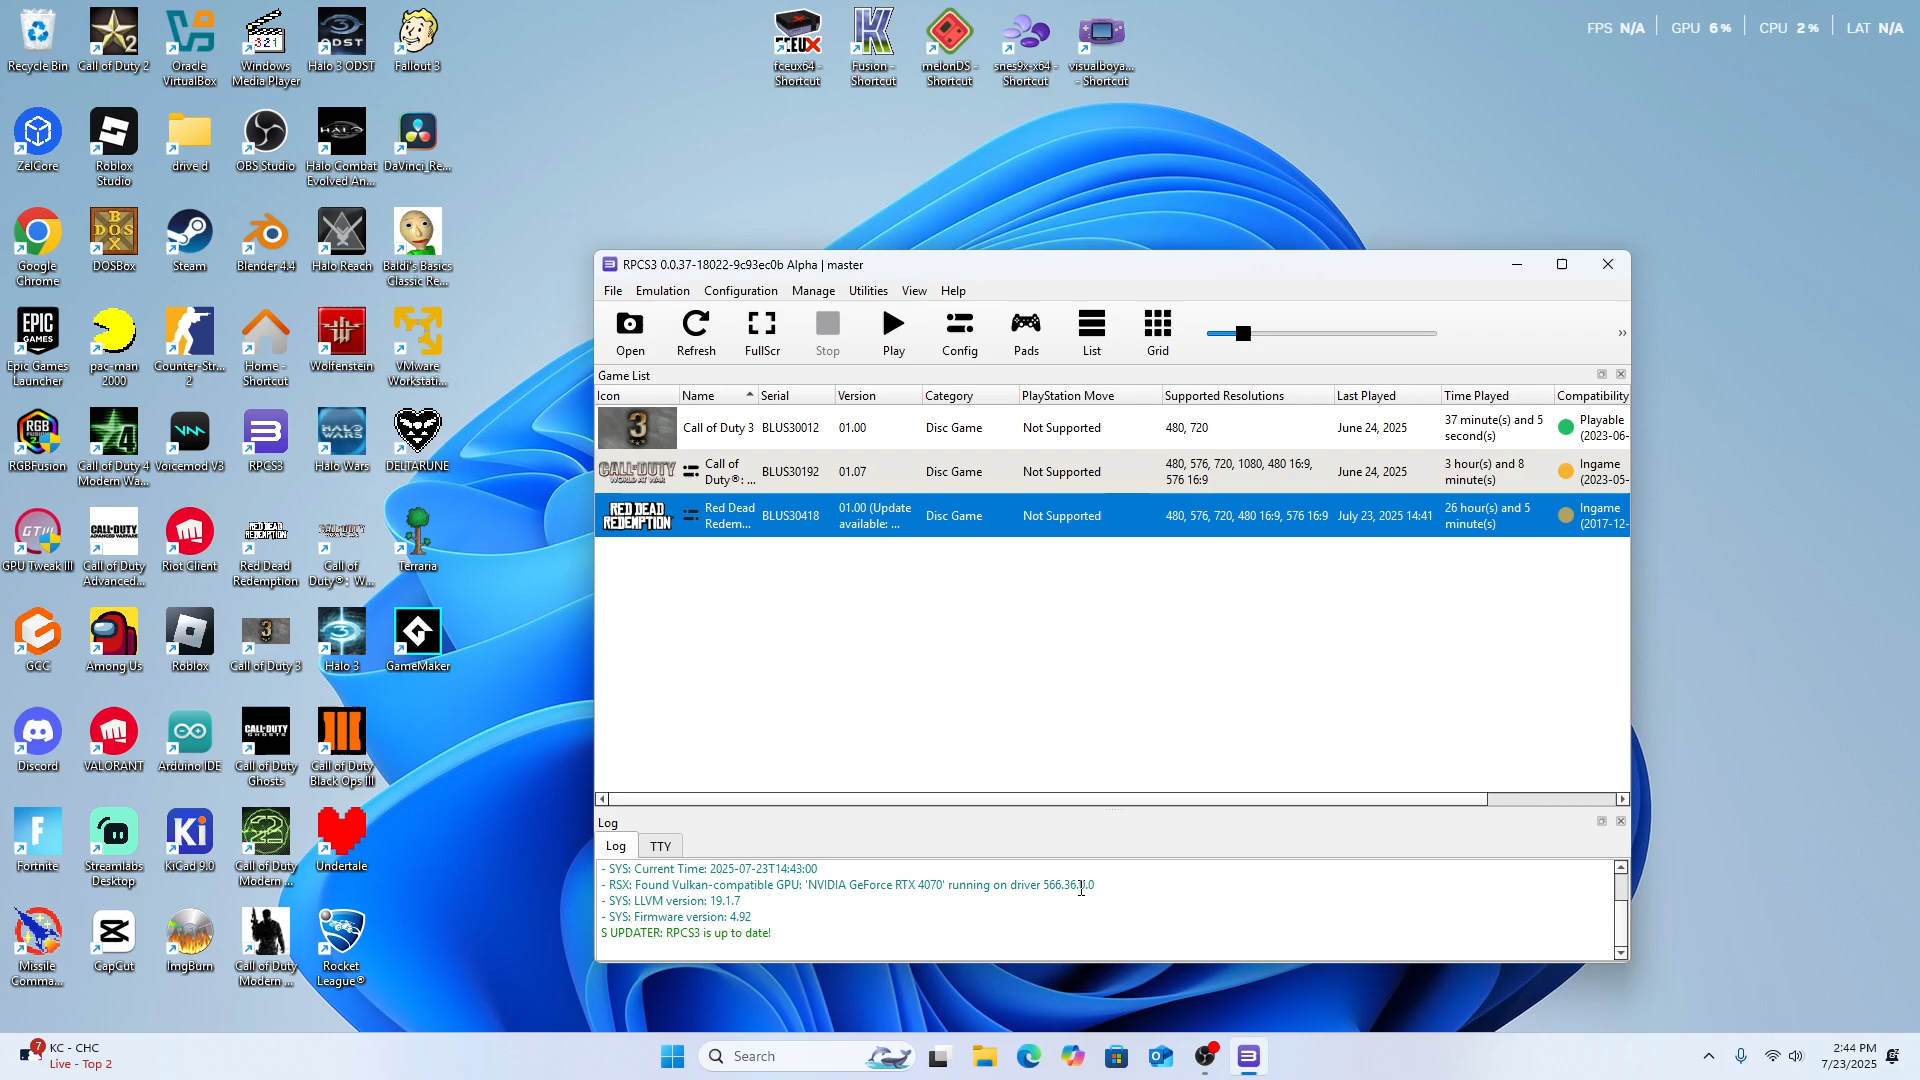 FPS N/A GPU 6% CPU 2% LAT N/A
Recycle Bin
Call of Duty 2
Oracle
VirtualBox
Windows
Media Player
Halo 3 ODST
Fallout 3
fceux64 -
Shortcut
Fusion -
Shortcut
melonDS -
Shortcut
snes9x-x64 -
Shortcut
visualboya...
- Shortcut
ZelCore
Roblox
Studio
drive d
OBS Studio
Halo Combat
Evolved An...
DaVinci_Re...
Google
Chrome
DOSBox
Steam
Blender 4.4
Halo Reach
Baldi's Basics
Classic Re...
Epic Games
Launcher
pac-man
2000
Counter-Str...
2
Home -
Shortcut
Wolfenstein
VMware
Workstati...
RGBFusion
Call of Duty 4
Modern Wa...
Voicemod V3
RPCS3
Halo Wars
DELTARUNE
GPU Tweak III
Call of Duty
Advanced...
Riot Client
Red Dead
Redemption
Call of
Duty®: W...
Terraria
GCC
Among Us
Roblox
Call of Duty 3
Halo 3
GameMaker
Discord
VALORANT
Arduino IDE
Call of Duty
Ghosts
Call of Duty
Black Ops III
Fortnite
Streamlabs
Desktop
KiCad 9.0
Call of Duty
Modern ...
Undertale
Missile
Comma...
CapCut
ImgBurn
Call of Duty
Modern ...
Rocket
League®
RPCS3 0.0.37-18022-9c93ec0b Alpha | master
File Emulation Configuration Manage Utilities View Help
Open Refresh FullScr Stop Play Config Pads List Grid
Game List
Icon Name Serial Version Category PlayStation Move Supported Resolutions Last Played Time Played Compatibility
Call of Duty 3 BLUS30012 01.00 Disc Game Not Supported 480, 720 June 24, 2025 37 minute(s) and 5
second(s) Playable
(2023-06-
CALL OF DUTY
WORLD AT WAR
Call of
Duty®: ... BLUS30192 01.07 Disc Game Not Supported 480, 576, 720, 1080, 480 16:9,
576 16:9 June 24, 2025 3 hour(s) and 8
minute(s) Ingame
(2023-05-
RED DEAD
REDEMPTION
Red Dead
Redem... BLUS30418 01.00 (Update
available: ... Disc Game Not Supported 480, 576, 720, 480 16:9, 576 16:9 July 23, 2025 14:41 26 hour(s) and 5
minute(s) Ingame
(2017-12-
Log
Log TTY
- SYS: Current Time: 2025-07-23T14:43:00
- RSX: Found Vulkan-compatible GPU: 'NVIDIA GeForce RTX 4070' running on driver 566.36.0.0
- SYS: LLVM version: 19.1.7
- SYS: Firmware version: 4.92
S UPDATER: RPCS3 is up to date!
7
KC - CHC
Live - Top 2
Search
2:44 PM
7/23/2025